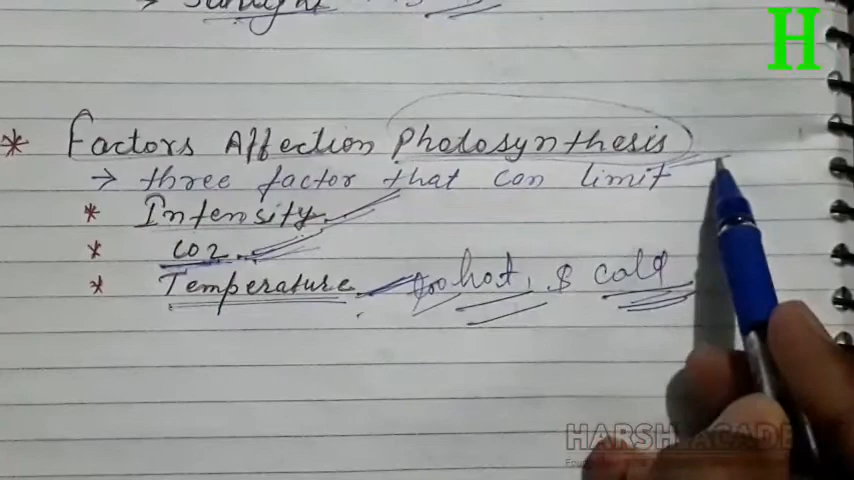 H
* Factors Affection Photosynthesis
→ three factor that can limit
* Intensity
* CO2
* Temperature too hot, & cold
HARSH ACADE